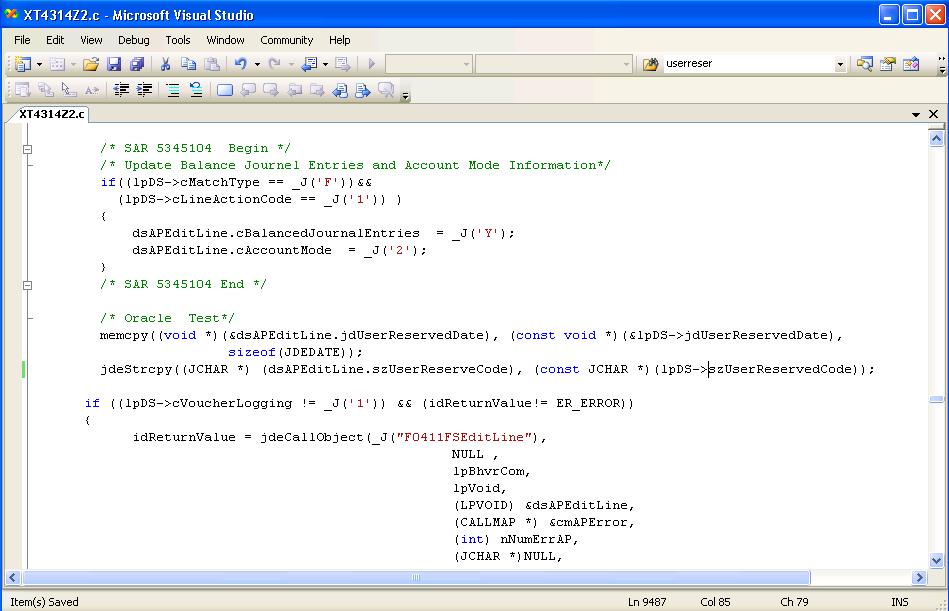 XT4314Z2.c - Microsoft Visual Studio
File Edit View Debug Tools Window Community Help
userreser
XT4314Z2.c
/* SAR 5345104  Begin */
/* Update Balance Journel Entries and Account Mode Information*/
if((lpDS->cMatchType == _J('F'))&&
(lpDS->cLineActionCode == _J('1')) )
{
dsAPEditLine.cBalancedJournalEntries  = _J('Y');
dsAPEditLine.cAccountMode  = _J('2');
}
/* SAR 5345104 End */
/* Oracle  Test*/
memcpy((void *)(&dsAPEditLine.jdUserReservedDate), (const void *)(&lpDS->jdUserReservedDate),
sizeof(JDEDATE));
jdeStrcpy((JCHAR *) (dsAPEditLine.szUserReserveCode), (const JCHAR *)(lpDS->szUserReservedCode));
if ((lpDS->cVoucherLogging != _J('1')) && (idReturnValue!= ER_ERROR))
{
idReturnValue = jdeCallObject(_J("F0411FSEditLine"),
NULL ,
lpBhvrCom,
lpVoid,
(LPVOID) &dsAPEditLine,
(CALLMAP *) &cmAPError,
(int) nNumErrAP,
(JCHAR *)NULL,
Item(s) Saved Ln 9487 Col 85 Ch 79 INS